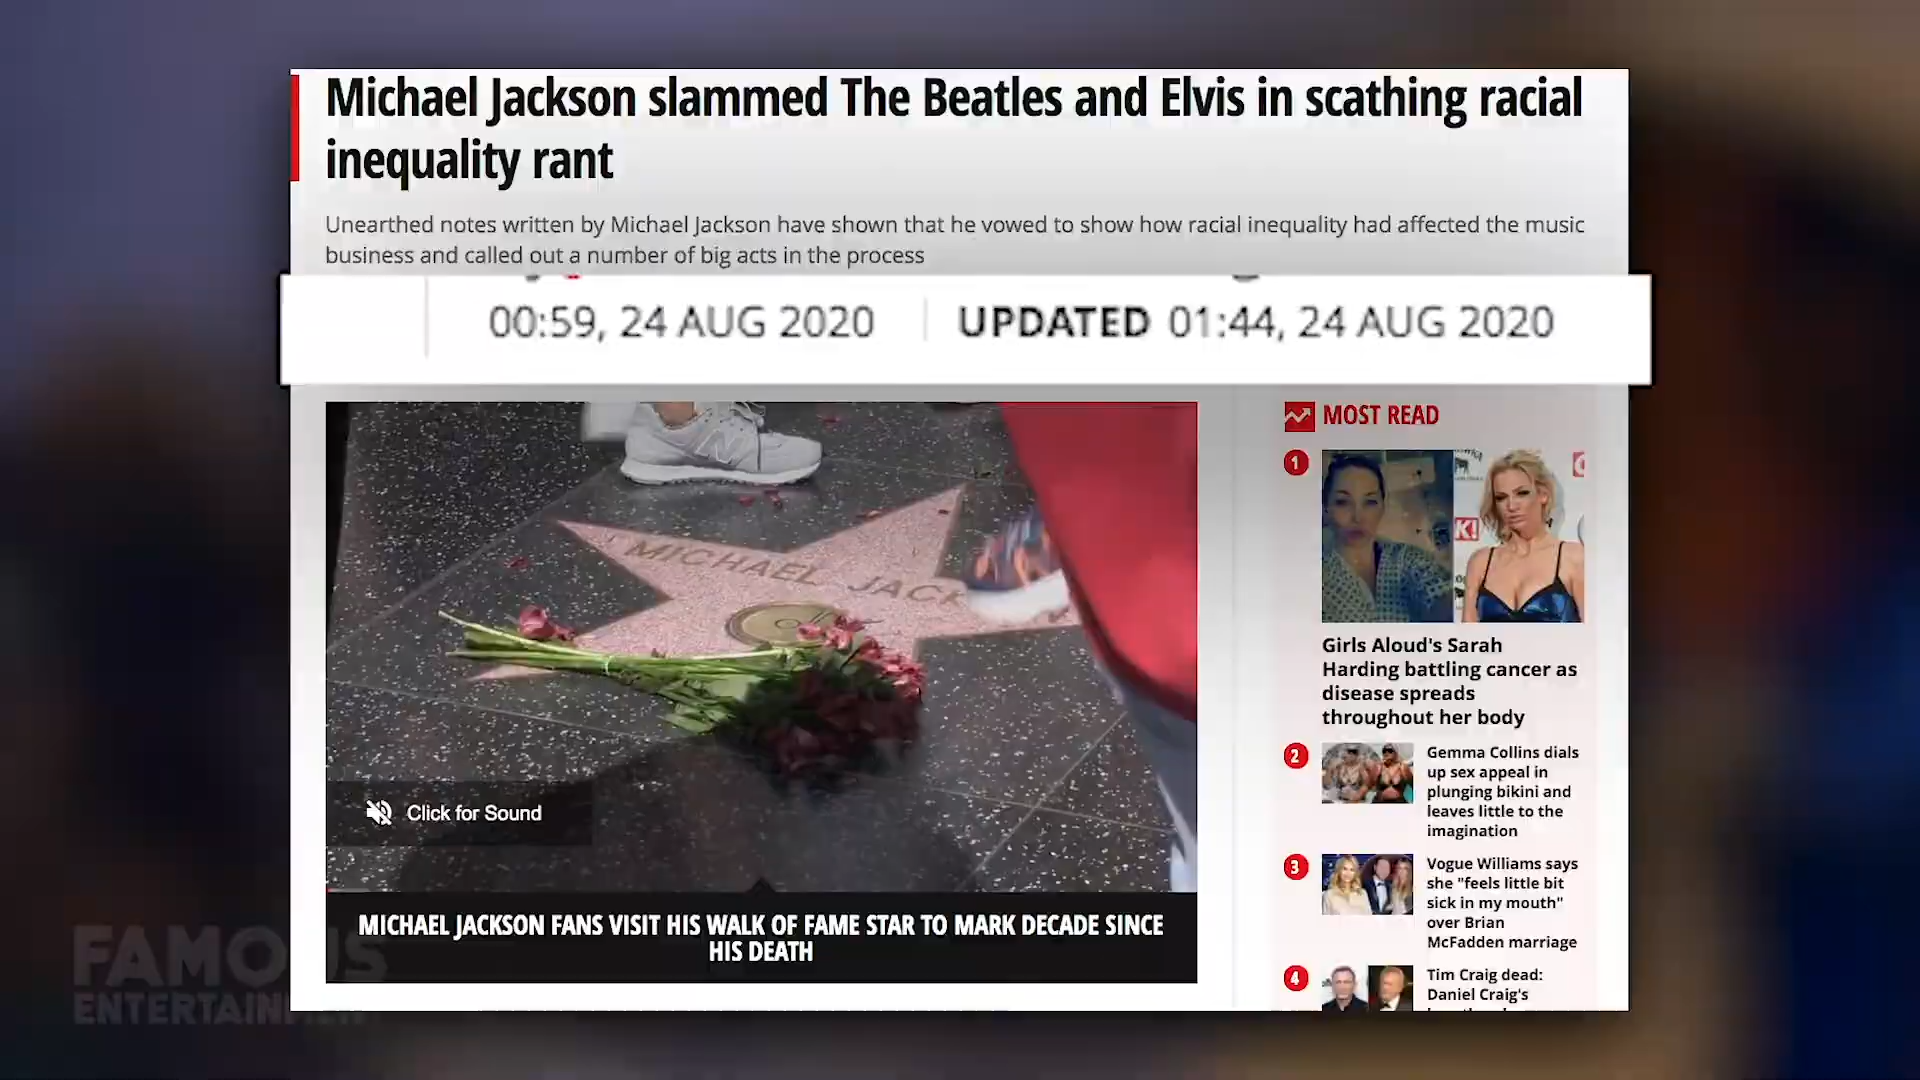 Michael Jackson slammed The Beatles and Elvis in scathing racial
inequality rant
Unearthed notes written by Michael Jackson have shown that he vowed to show how racial inequality had affected the music
business and called out a number of big acts in the process
00:59, 24 AUG 2020
UPDATED 01:44, 24 AUG 2020
MICHAEL JACK
Click for Sound
MICHAEL JACKSON FANS VISIT HIS WALK OF FAME STAR TO MARK DECADE SINCE
HIS DEATH
MOST READ
1
K!
Girls Aloud's Sarah
Harding battling cancer as
disease spreads
throughout her body
2
Gemma Collins dials
up sex appeal in
plunging bikini and
leaves little to the
imagination
3
Vogue Williams says
she "feels little bit
sick in my mouth"
over Brian
McFadden marriage
4
Tim Craig dead:
Daniel Craig's
FAMOUS
ENTERTAINMENT